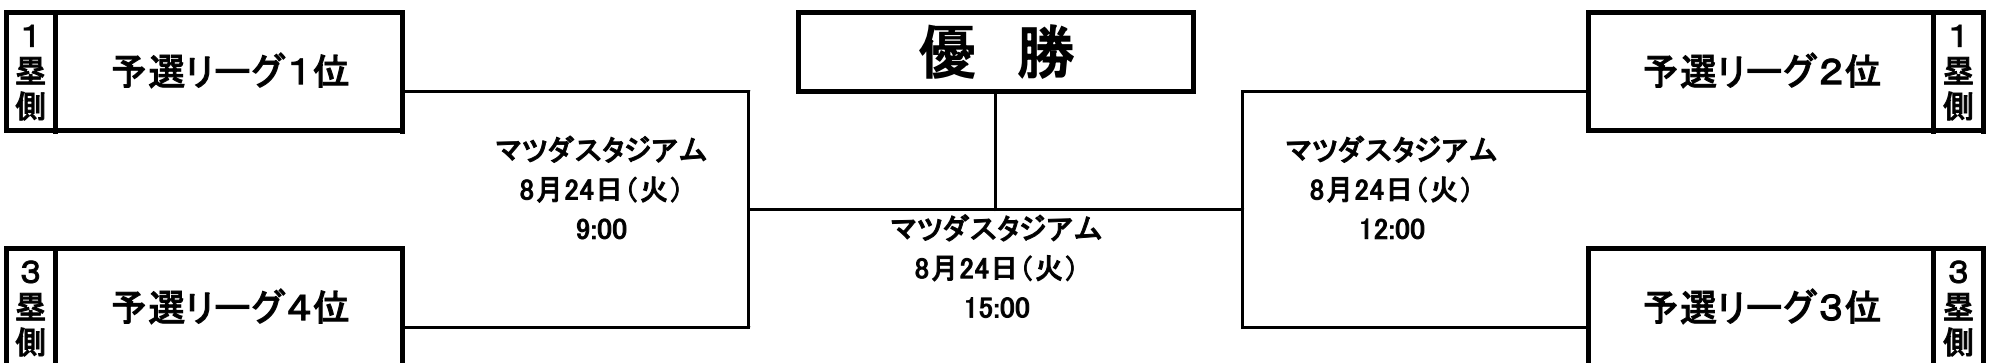 1塁側
予選リーグ1位
優　勝
予選リーグ2位
1塁側
マツダスタジアム
8月24日(火)
9:00
マツダスタジアム
8月24日(火)
12:00
マツダスタジアム
8月24日(火)
15:00
3塁側
予選リーグ4位
予選リーグ3位
3塁側